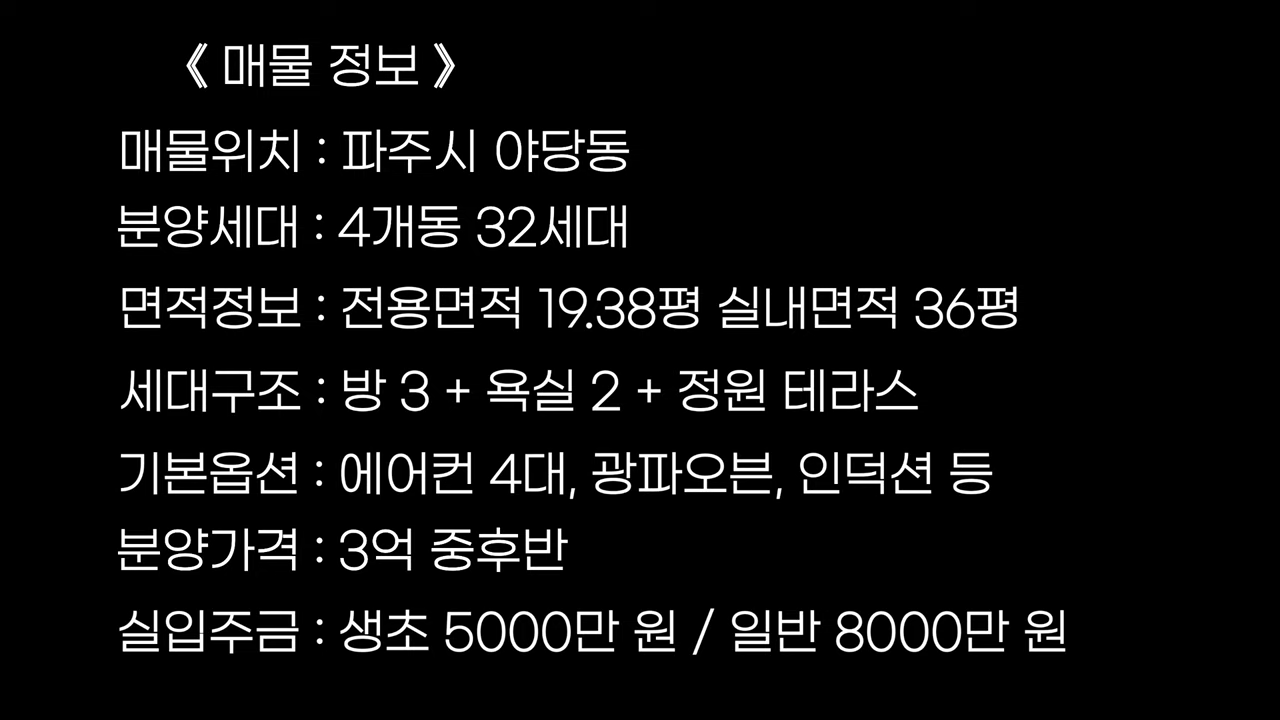 《 매물 정보 》
매물위치 : 파주시 야당동
분양세대 : 4개동 32세대
면적정보 : 전용면적 19.38평 실내면적 36평
세대구조 : 방 3 + 욕실 2 + 정원 테라스
기본옵션 : 에어컨 4대, 광파오븐, 인덕션 등
분양가격 : 3억 중후반
실입주금 : 생초 5000만 원 / 일반 8000만 원